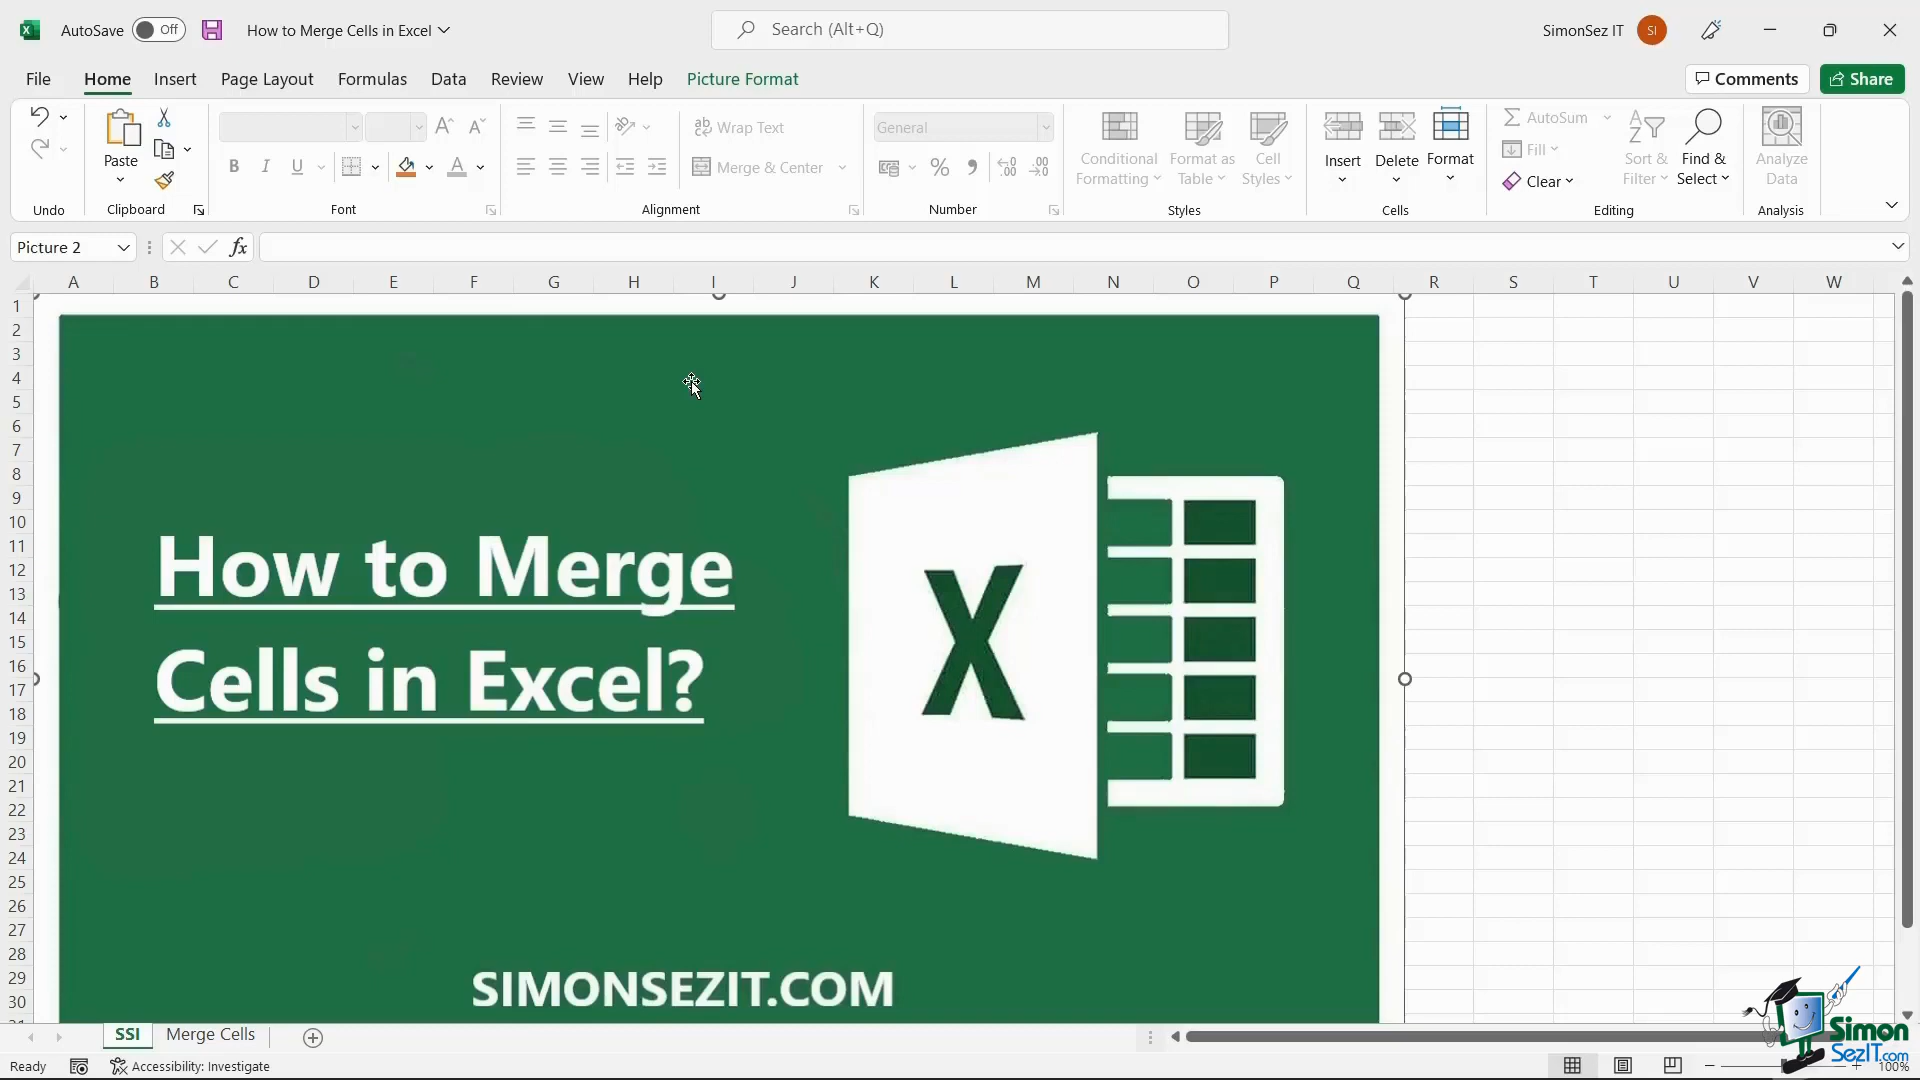 AutoSave Off How to Merge Cells in Excel Search (Alt+Q) SimonSez IT SI
File Home Insert Page Layout Formulas Data Review View Help Picture Format Comments Share
Paste
Undo Clipboard
B I U A
Font
ab Wrap Text
Merge & Center
Alignment
General
% 9 .00
Number
Conditional Formatting
Format as Table
Cell Styles
Styles
Insert Delete Format
Cells
AutoSum
Fill
Clear
Sort & Filter
Find & Select
Editing
Analyze Data
Analysis
Picture 2 fx
A B C D E F G H I J K L M N O P Q R S T U V W
1
2
3
4
5
6
7
8
9
10
11
12
13
14
15
16
17
18
19
20
21
22
23
24
25
26
27
28
29
30
How to Merge
Cells in Excel?
X
SIMONSEZIT.COM
SSI Merge Cells
Simon
SezIT.com
Ready Accessibility: Investigate 100%